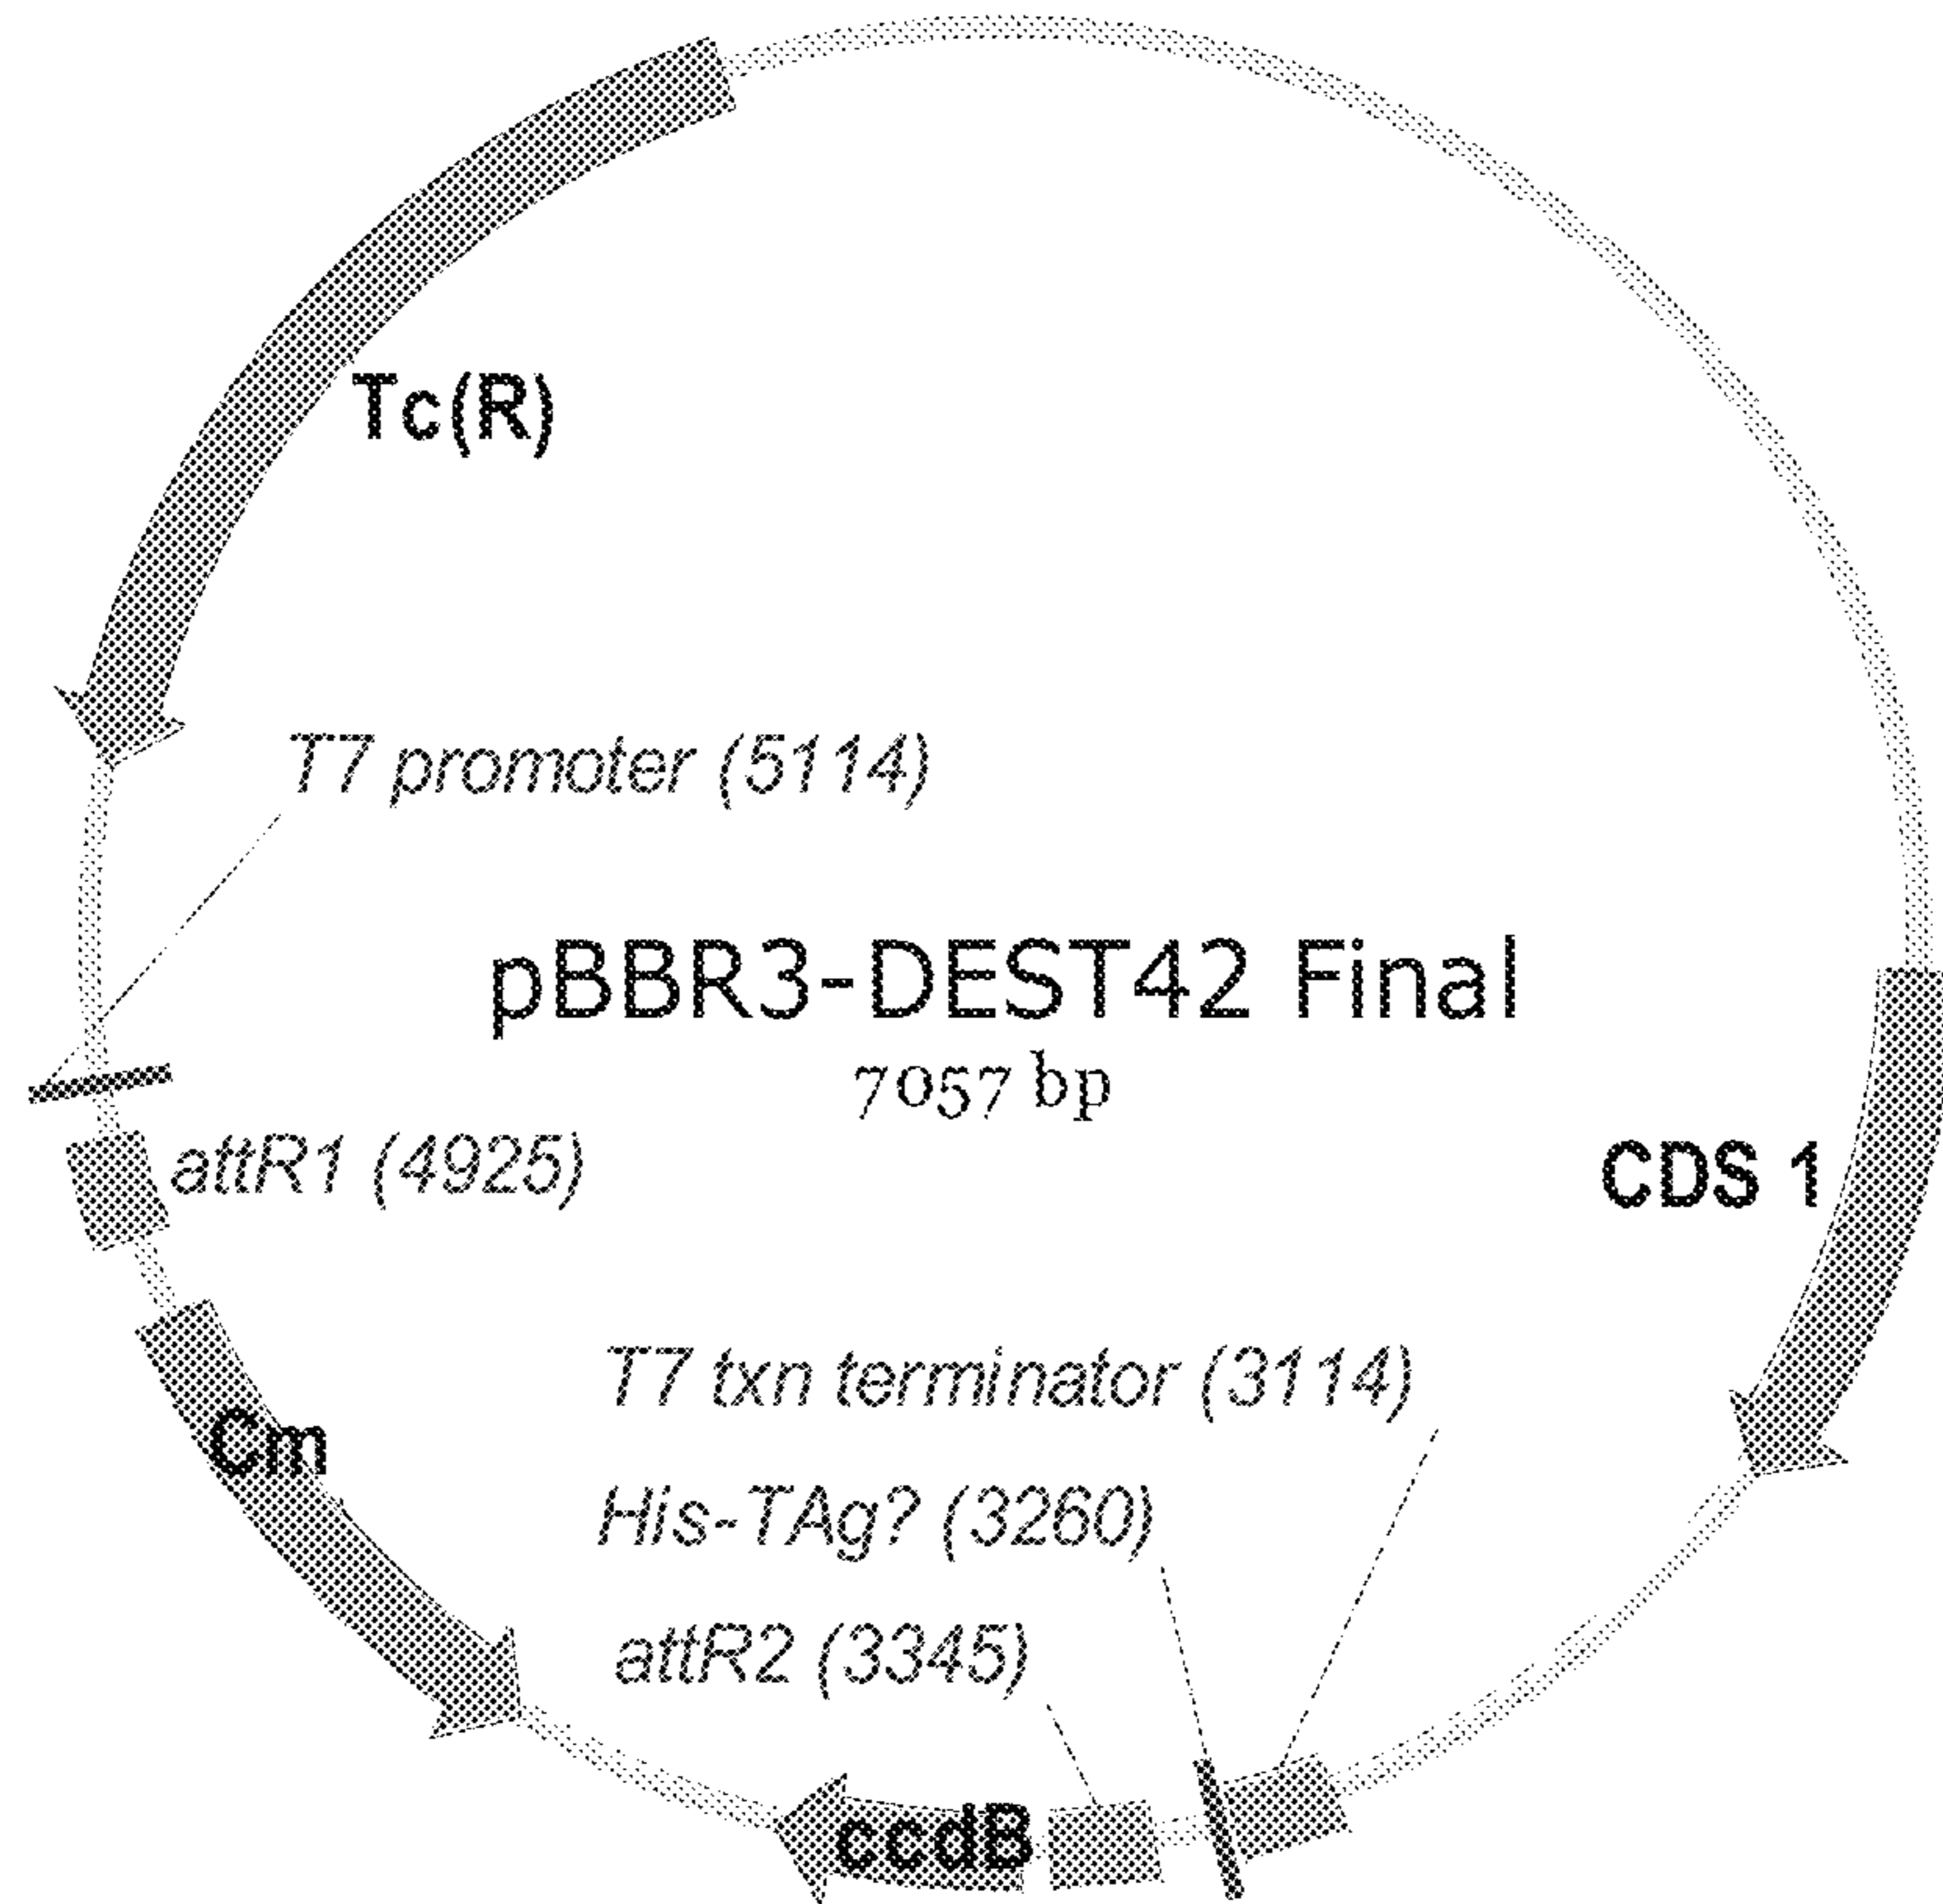 Tc(R)
T7 promoter (5114)
pBBR3-DEST42 Final
7057 bp
attR1 (4925)
CDS 1
T7 txn terminator (3114)
Cm
His-TAg? (3260)
attR2 (3345)
ccdB